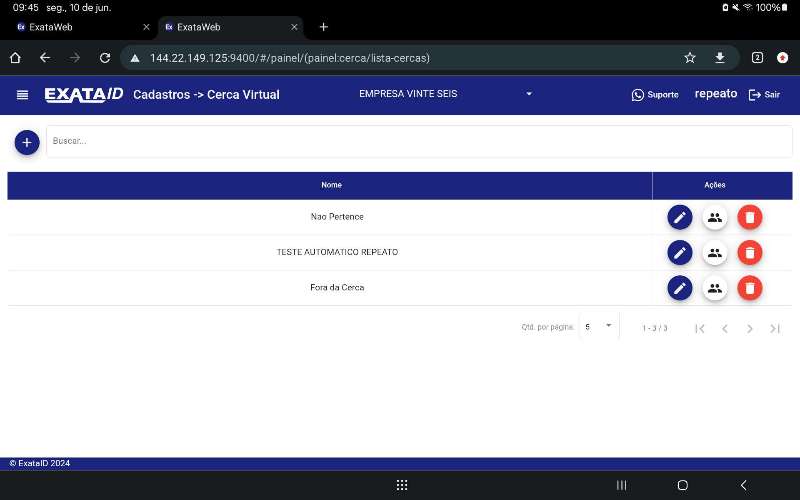 09:45 seg., 10 de jun. 100%
Ex ExataWeb
Ex ExataWeb
144.22.149.125:9400/#/painel/(painel:cerca/lista-cercas) 2
EXATAID Cadastros -> Cerca Virtual EMPRESA VINTE SEIS Suporte repeato Sair
Buscar...
Nome Ações
Nao Pertence
TESTE AUTOMATICO REPEATO
Fora da Cerca
Qtd. por página 5 1 - 3 / 3
© ExataID 2024